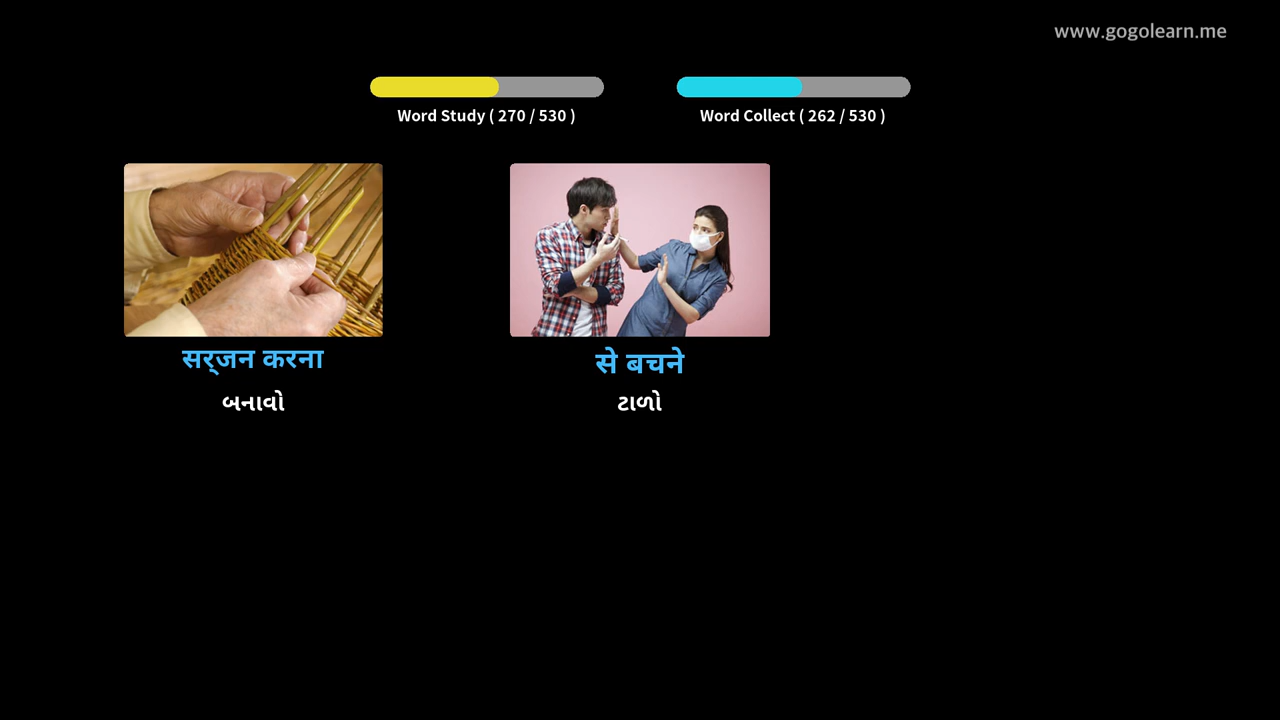 www.gogolearn.me
Word Study ( 270 / 530 )
Word Collect ( 262 / 530 )
सर्‌जन करना
से बचने
બનાવો
ટાળો